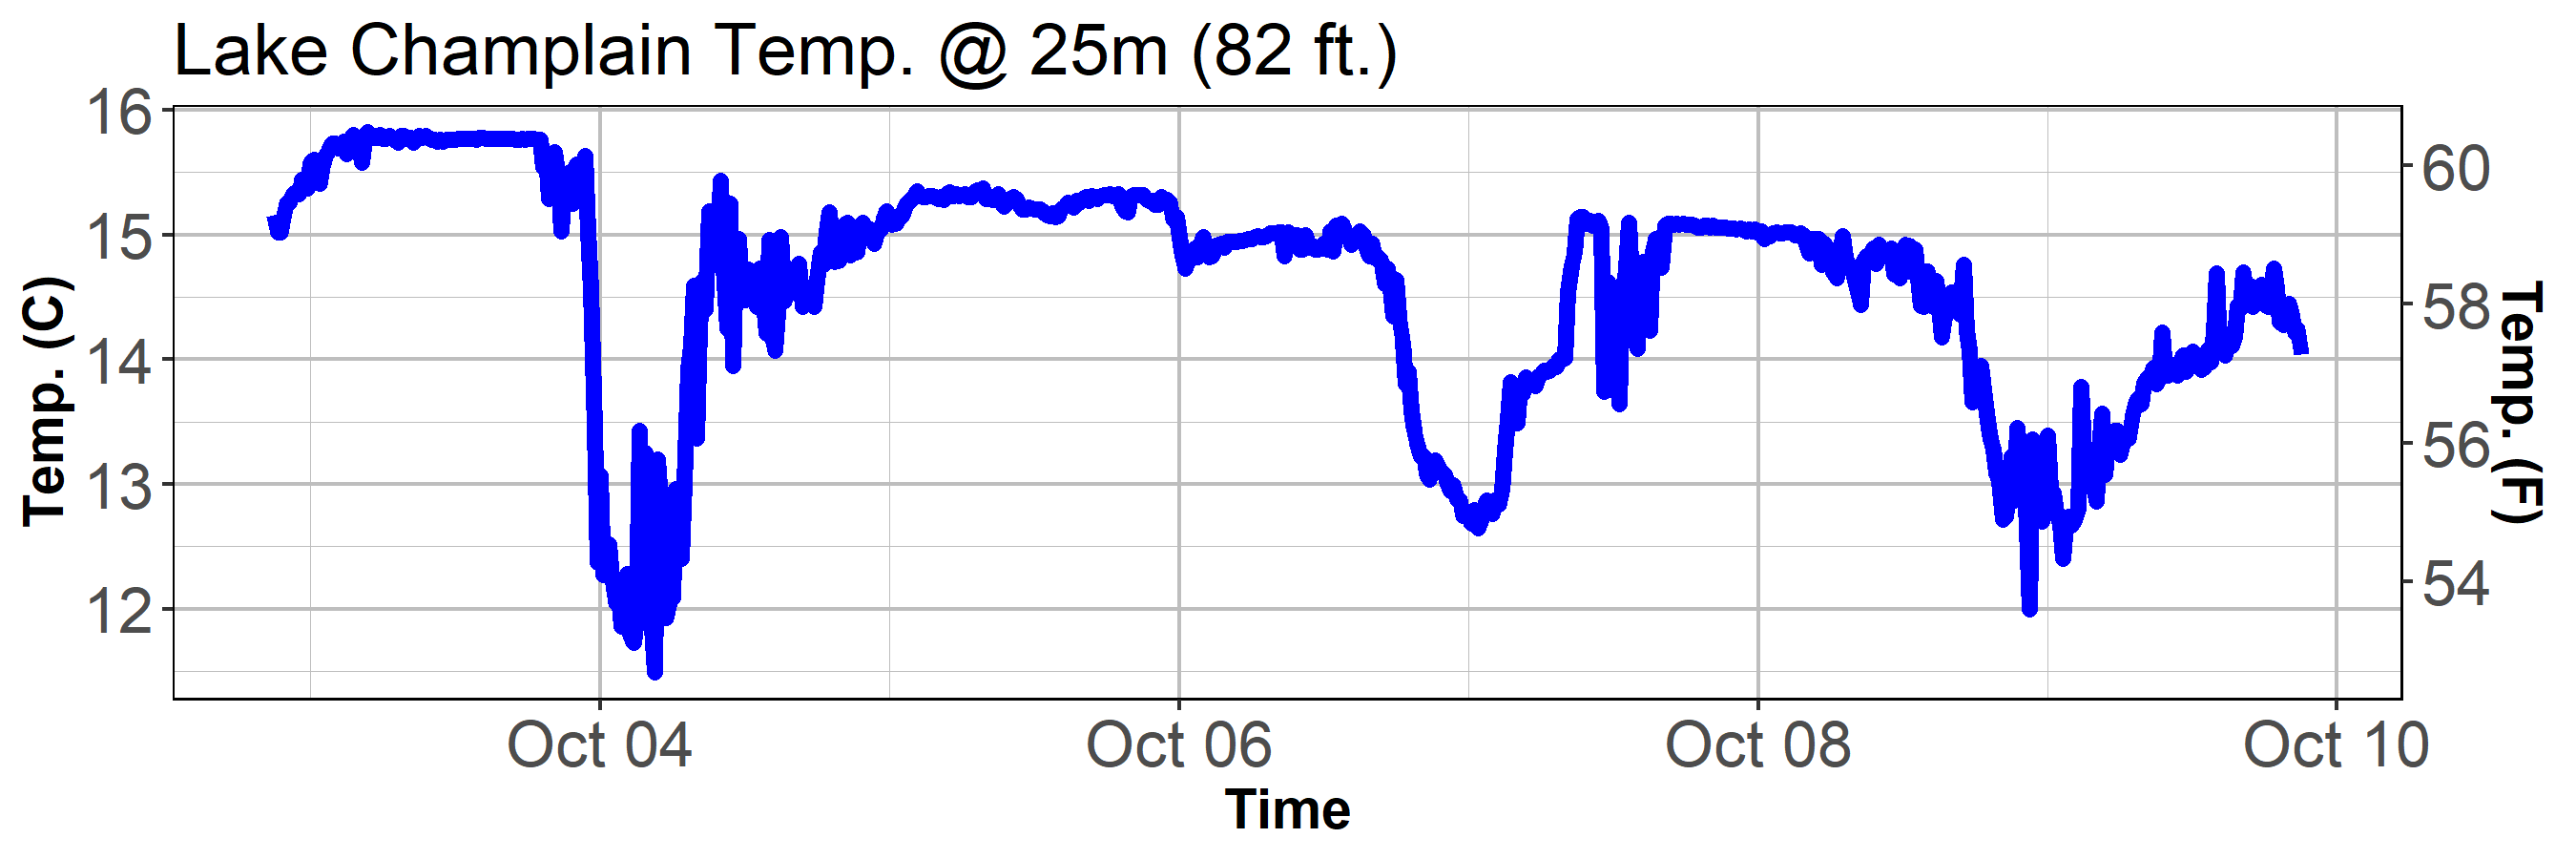 Lake Champlain Temp. @ 25m (82 ft.)
Temp. (C)
16
15
14
13
12
60
58
56
54
Temp. (F)
Oct 04 Oct 06 Oct 08 Oct 10
Time